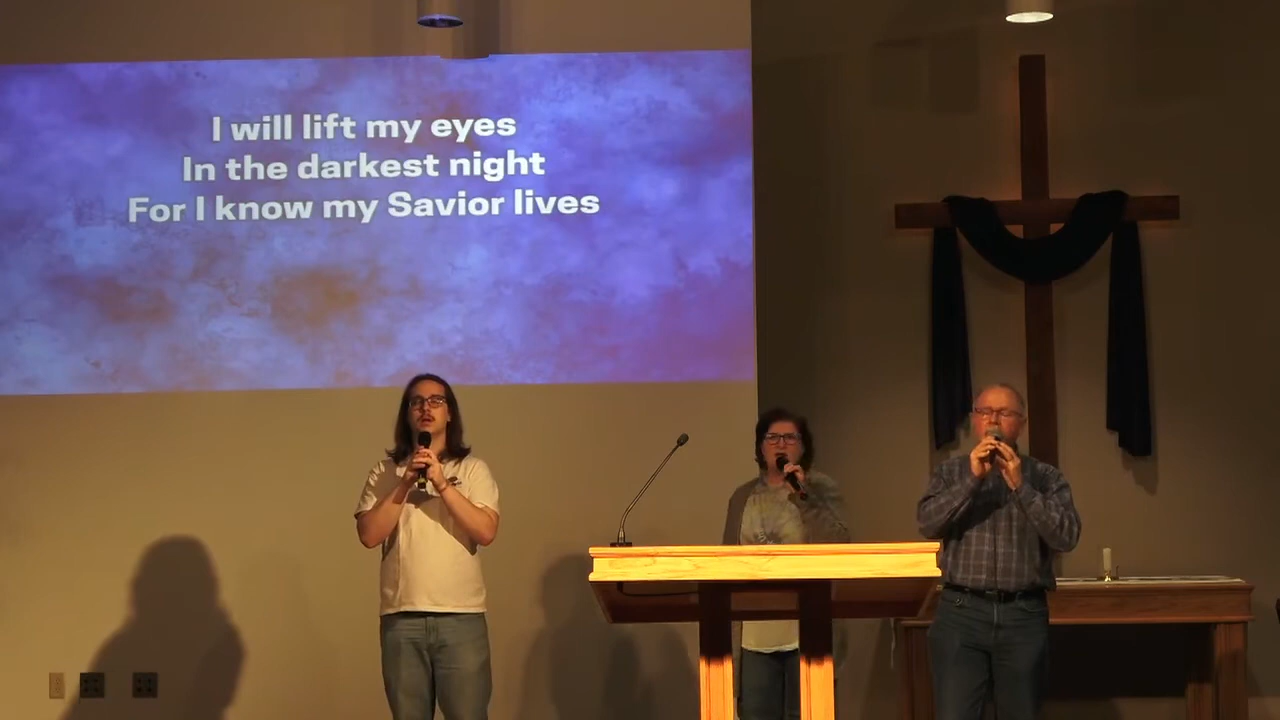 I will lift my eyes
In the darkest night
For I know my Savior lives